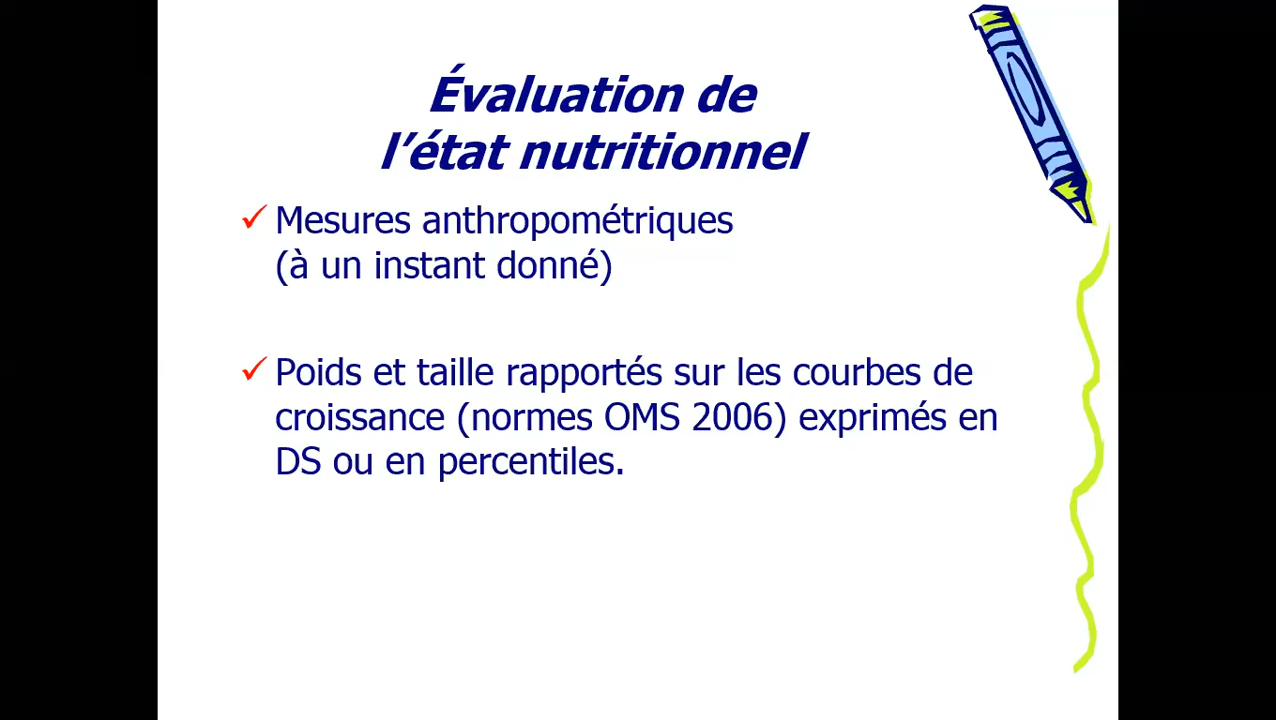 Évaluation de
l’état nutritionnel
✓ Mesures anthropométriques
(à un instant donné)
✓ Poids et taille rapportés sur les courbes de
croissance (normes OMS 2006) exprimés en
DS ou en percentiles.